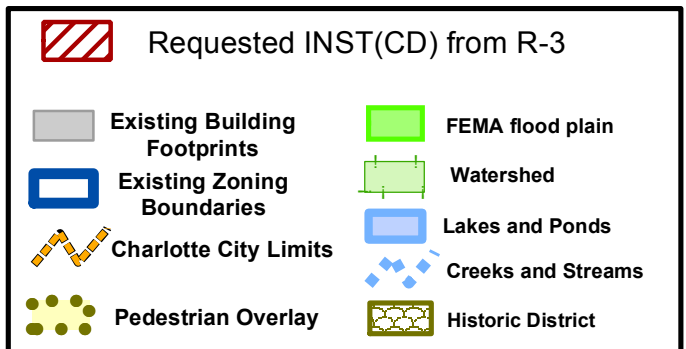 Requested INST(CD) from R-3
Existing Building
Footprints
Existing Zoning
Boundaries
Charlotte City Limits
Pedestrian Overlay
FEMA flood plain
Watershed
Lakes and Ponds
Creeks and Streams
Historic District